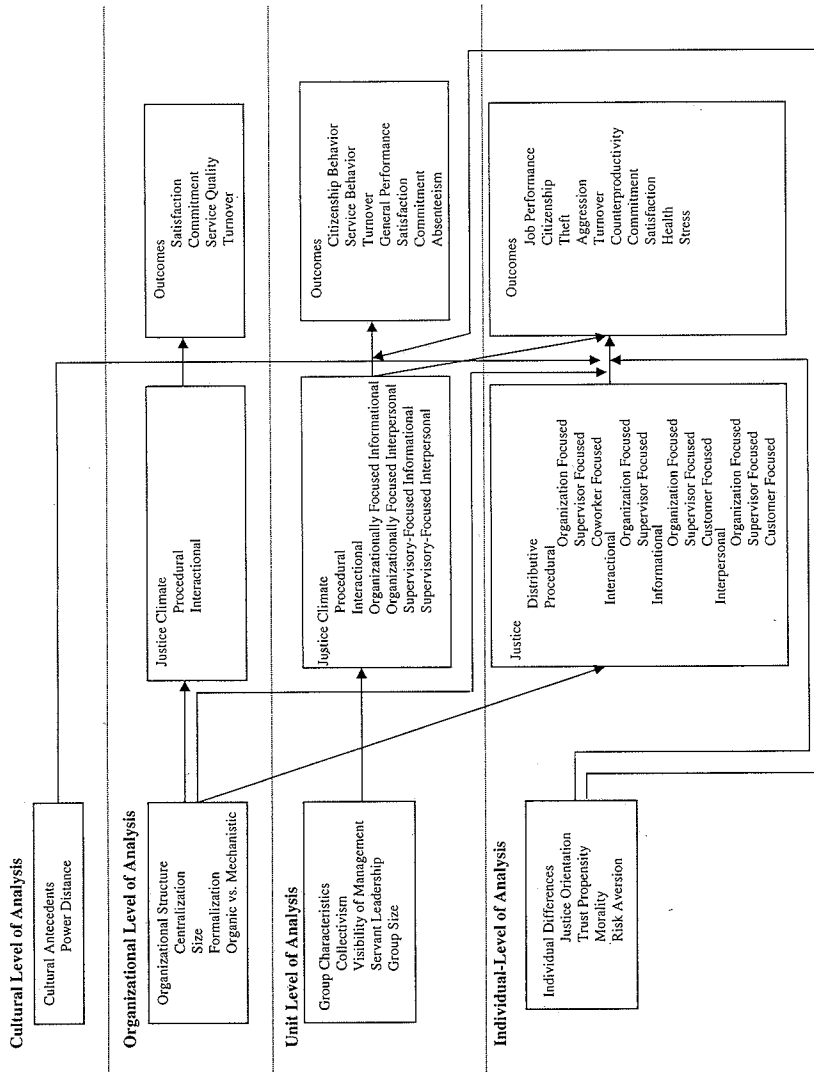 Cultural Level of Analysis
Cultural Antecedents
Power Distance
Organizational Level of Analysis
Organizational Structure
Centralization
Size
Formalization
Organic vs. Mechanistic
Justice Climate
Procedural
Interactional
Outcomes
Satisfaction
Commitment
Service Quality
Turnover
Unit Level of Analysis
Group Characteristics
Collectivism
Visibility of Management
Servant Leadership
Group Size
Justice Climate
Procedural
Interactional
Organizationally Focused Informational
Organizationally Focused Interpersonal
Supervisory-Focused Informational
Supervisory-Focused Interpersonal
Outcomes
Citizenship Behavior
Service Behavior
Turnover
General Performance
Satisfaction
Commitment
Absenteeism
Individual-Level of Analysis
Individual Differences
Justice Orientation
Trust Propensity
Morality
Risk Aversion
Justice
Distributive
Procedural
Organization Focused
Supervisor Focused
Coworker Focused
Interactional
Organization Focused
Supervisor Focused
Informational
Organization Focused
Supervisor Focused
Customer Focused
Interpersonal
Organization Focused
Supervisor Focused
Customer Focused
Outcomes
Job Performance
Citizenship
Theft
Aggression
Turnover
Counterproductivity
Commitment
Satisfaction
Health
Stress